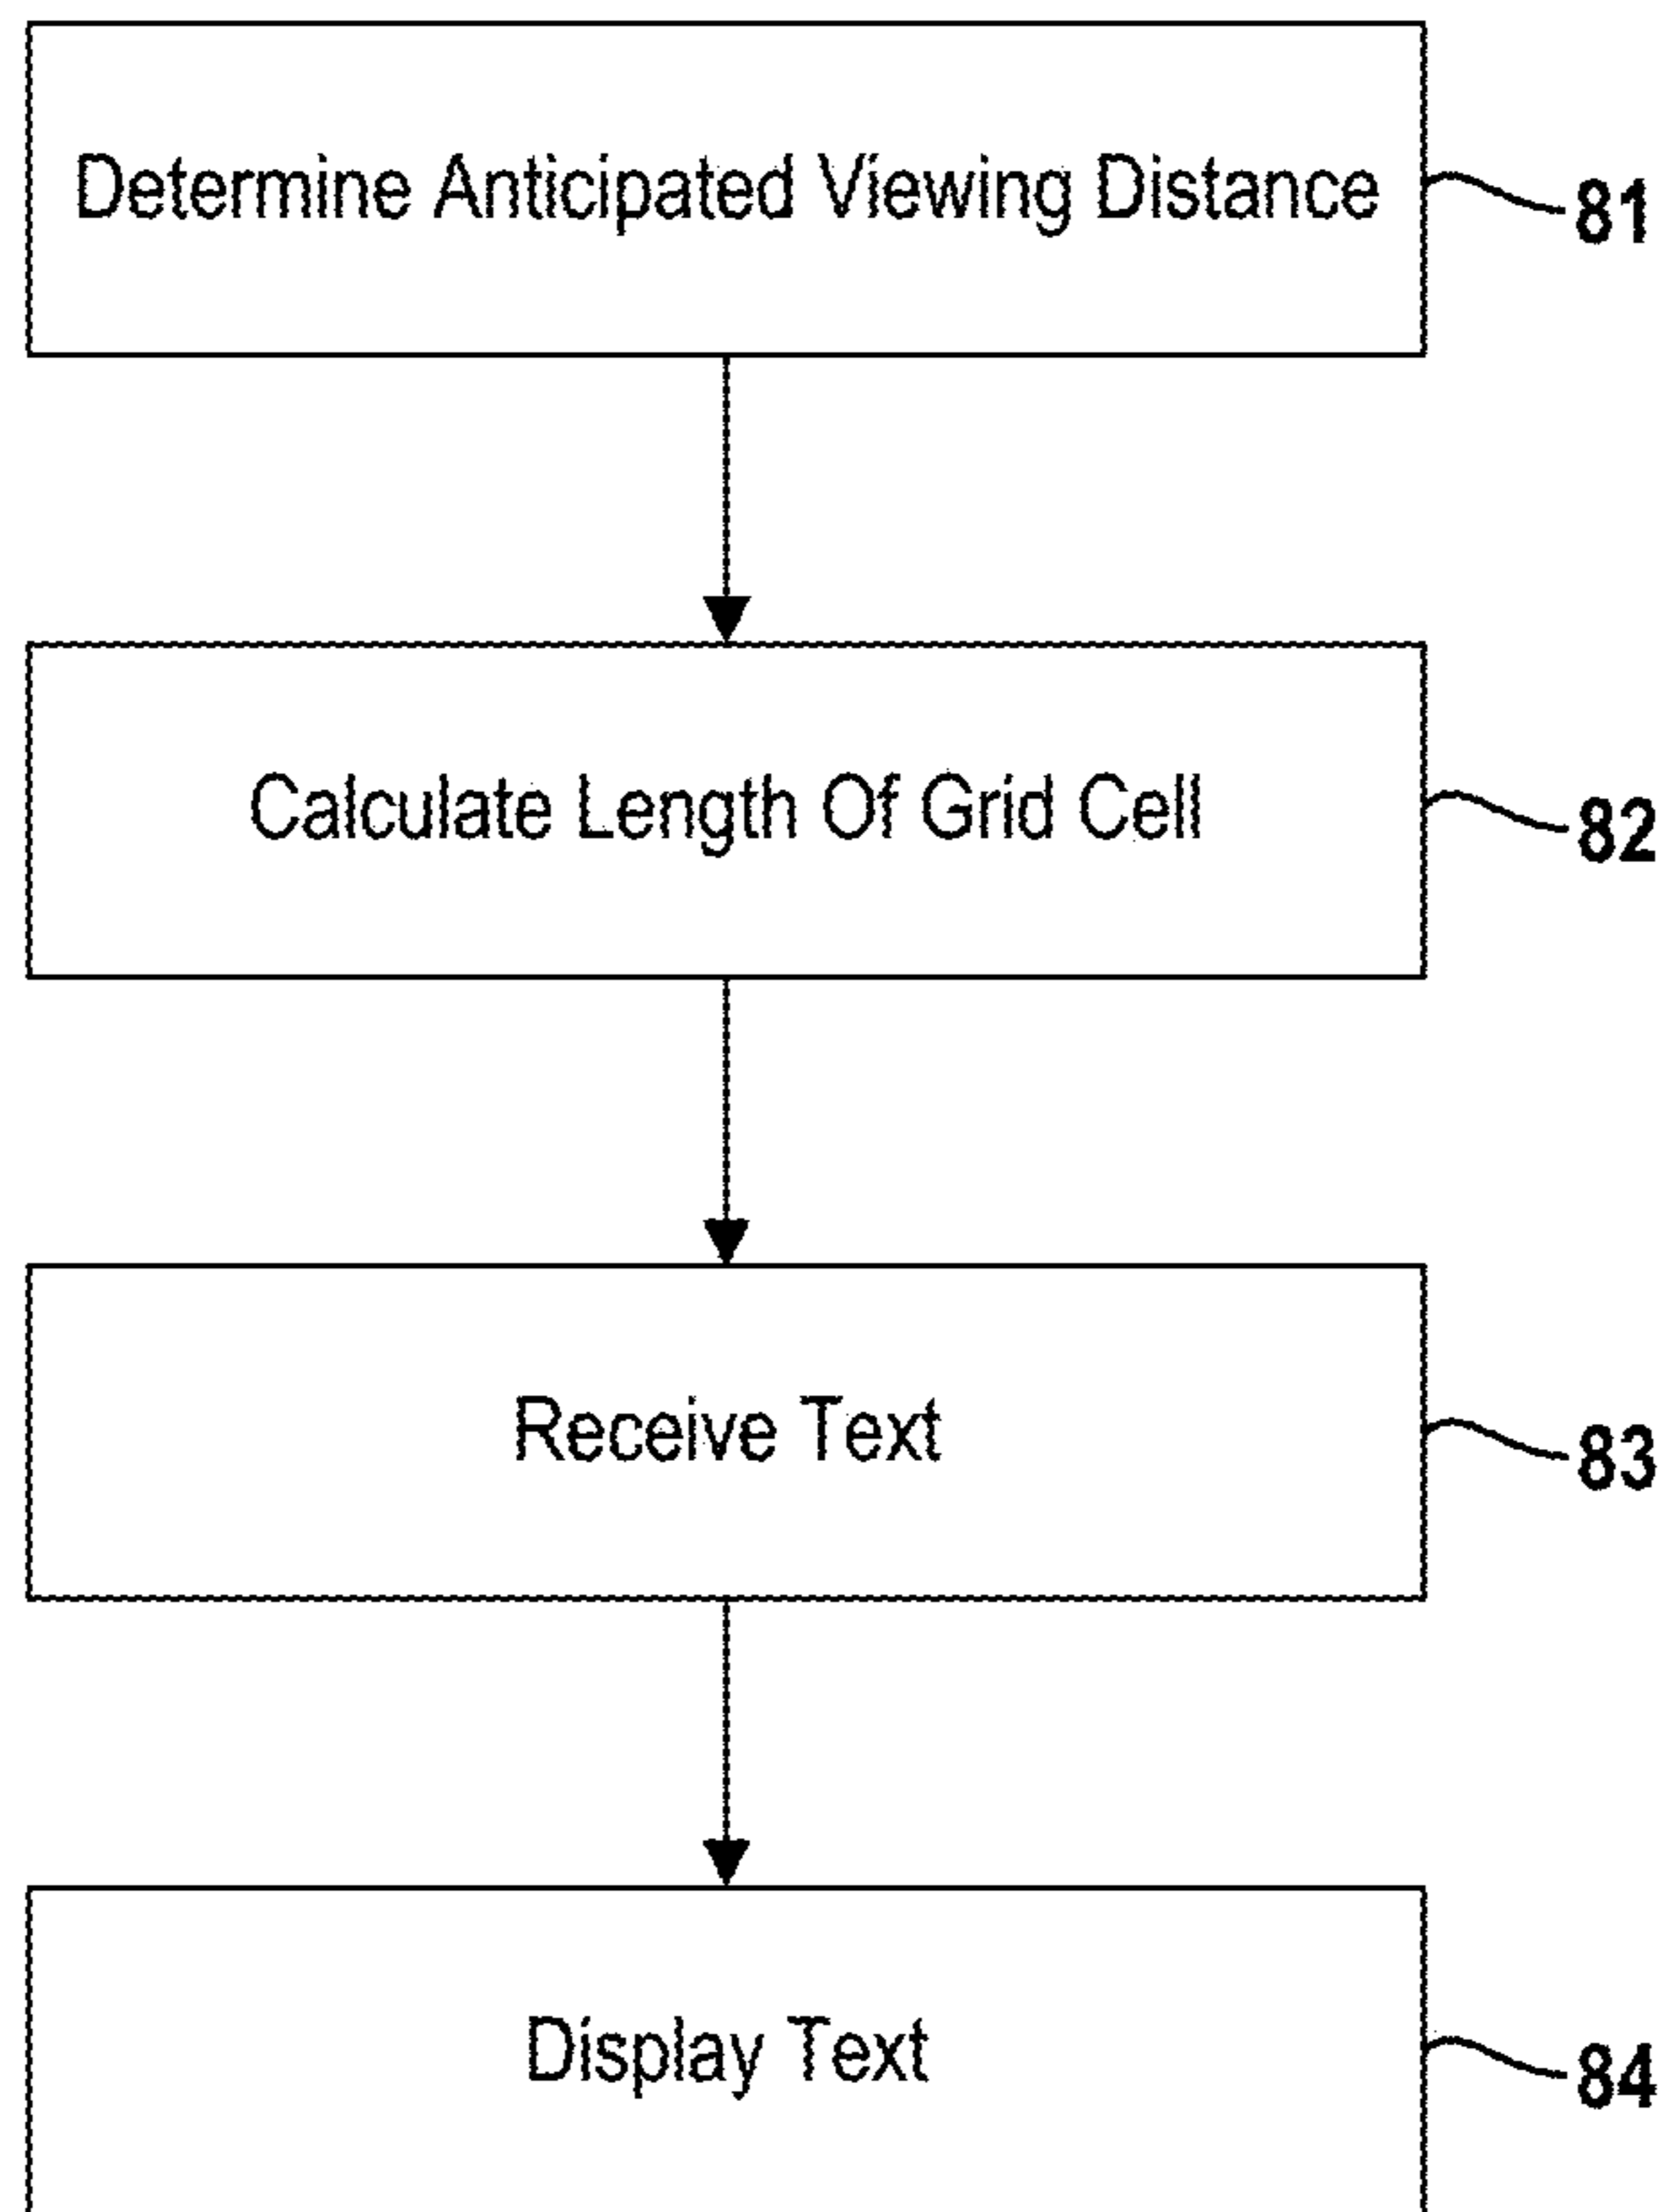 Determine Anticipated Viewing Distance
81
Calculate Length Of Grid Cell
82
Receive Text
83
Display Text
84